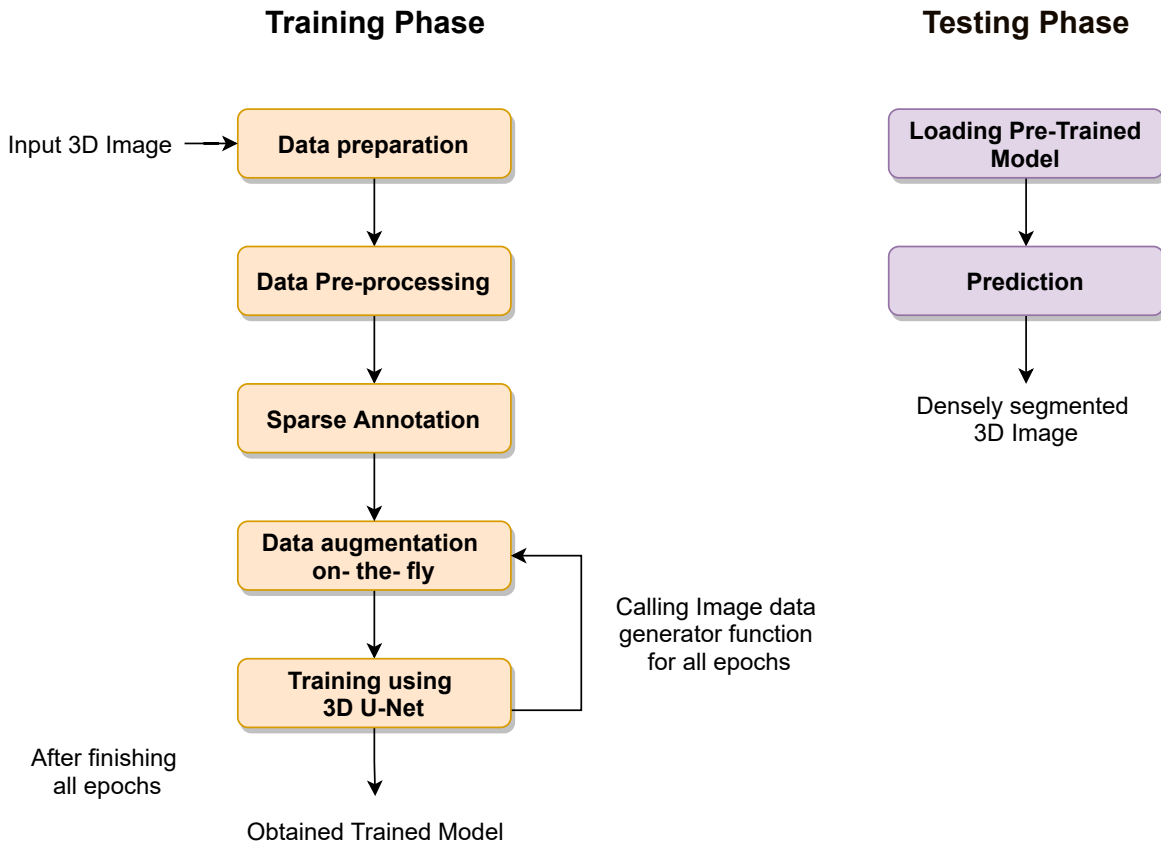 Training Phase
Input 3D Image
Data preparation
Data Pre-processing
Sparse Annotation
Data augmentation
on- the- fly
Calling Image data
generator function
for all epochs
Training using
3D U-Net
After finishing
all epochs
Obtained Trained Model
Testing Phase
Loading Pre-Trained
Model
Prediction
Densely segmented
3D Image